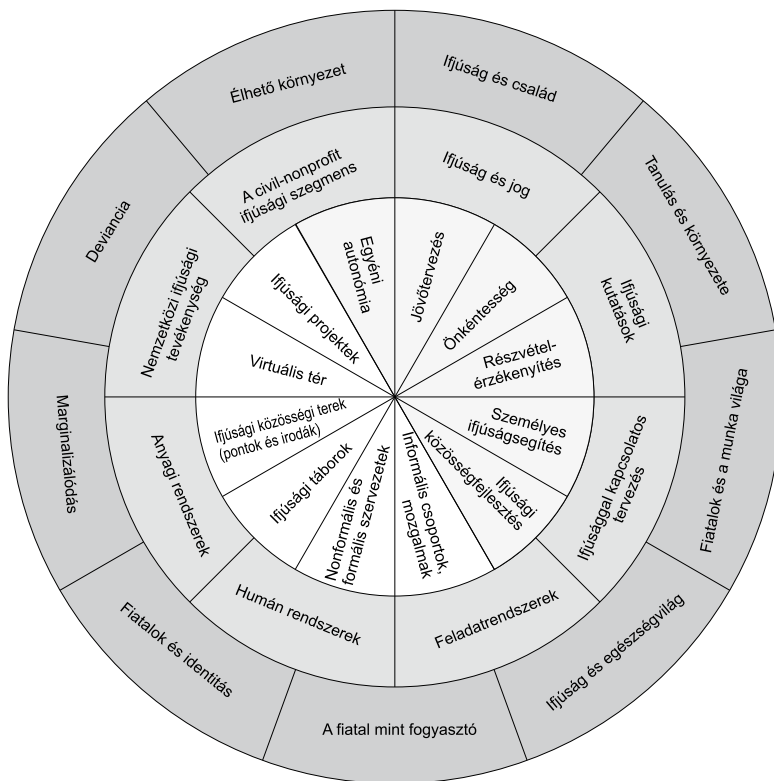 Ifjúság és család
Tanulás és környezete
Fiatalok és a munka világa
Ifjúság és egészségvilág
A fiatal mint fogyasztó
Fiatalok és identitás
Marginalizálódás
Deviancia
Élhető környezet
Ifjúság és jog
Ifjúsági
kutatások
Ifjúsággal kapcsolatos
tervezés
Feladatrendszerek
Humán rendszerek
Anyagi rendszerek
Nemzetközi ifjúsági
tevékenység
A civil-nonprofit
ifjúsági szegmens
Jövőtervezés
Önkéntesség
Részvétel-
érzékenyítés
Személyes
ifjúságsegítés
Ifjúsági
közösségfejlesztés
Informális csoportok,
mozgalmak
Nonformális és
formális szervezetek
Ifjúsági táborok
Ifjúsági közösségi terek
(pontok és irodák)
Virtuális tér
Ifjúsági projektek
Egyéni
autonómia